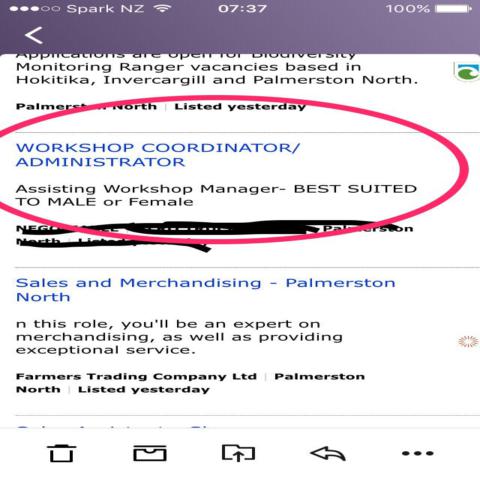 Spark NZ 07:37 100%
Applications are open for Biodiversity
Monitoring Ranger vacancies based in
Hokitika, Invercargill and Palmerston North.
Palmerston North | Listed yesterday
WORKSHOP COORDINATOR/
ADMINISTRATOR
Assisting Workshop Manager- BEST SUITED
TO MALE or Female
Palmerston
North | Listed yesterday
Sales and Merchandising - Palmerston
North
n this role, you'll be an expert on
merchandising, as well as providing
exceptional service.
Farmers Trading Company Ltd | Palmerston
North | Listed yesterday